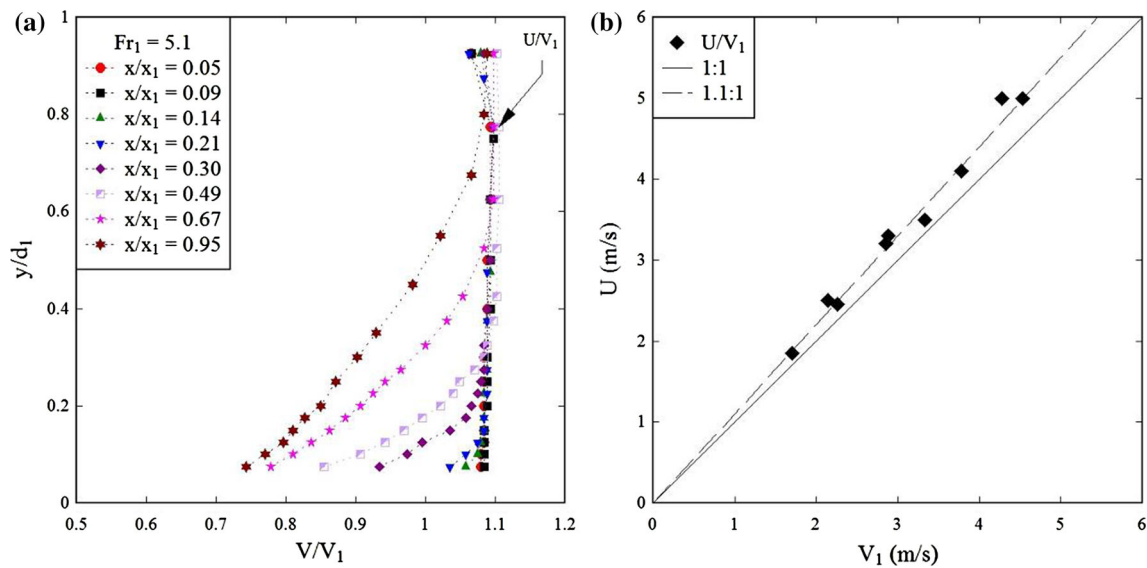 (a)
1
0.8
0.6
0.4
0.2
0
y/d1
Fr1 = 5.1
x/x1 = 0.05
x/x1 = 0.09
x/x1 = 0.14
x/x1 = 0.21
x/x1 = 0.30
x/x1 = 0.49
x/x1 = 0.67
x/x1 = 0.95
U/V1
0.5 0.6 0.7 0.8 0.9 1 1.1 1.2
V/V1
(b)
6
5
4
3
2
1
0
U (m/s)
U/V1
1:1
1.1:1
0 1 2 3 4 5 6
V1 (m/s)